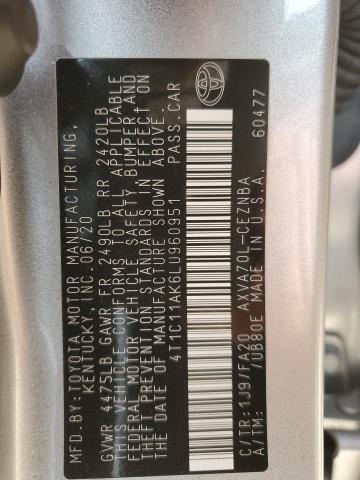 MFD. BY: TOYOTA MOTOR MANUFACTURING,
KENTUCKY, INC. 06/20
GVWR 4475LB GAWR FR 2490LB RR 2420LB
THIS VEHICLE CONFORMS TO ALL APPLICABLE
FEDERAL MOTOR VEHICLE SAFETY, BUMPER AND
THEFT PREVENTION STANDARDS IN EFFECT ON
THE DATE OF MANUFACTURE SHOWN ABOVE.
4T1C11AK6LU960951 PASS. CAR
C/TR: 1J9/FA20 AXVA70L-CEZNBA
A/TM: /UB80E MADE IN U.S.A. 60477